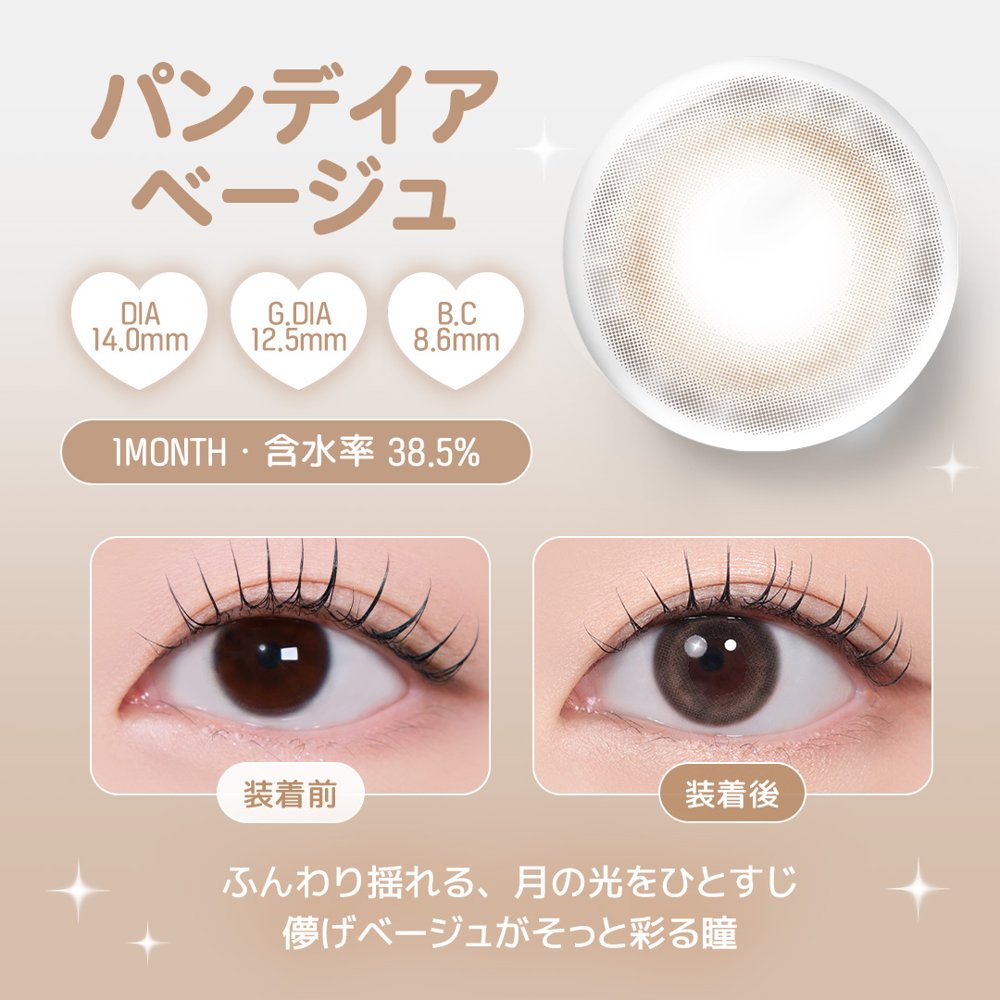 パンデイア
ベージュ
DIA
14.0mm
G.DIA
12.5mm
B.C
8.6mm
1MONTH・含水率 38.5%
装着前
装着後
ふんわり揺れる、月の光をひとすじ
儚げベージュがそっと彩る瞳